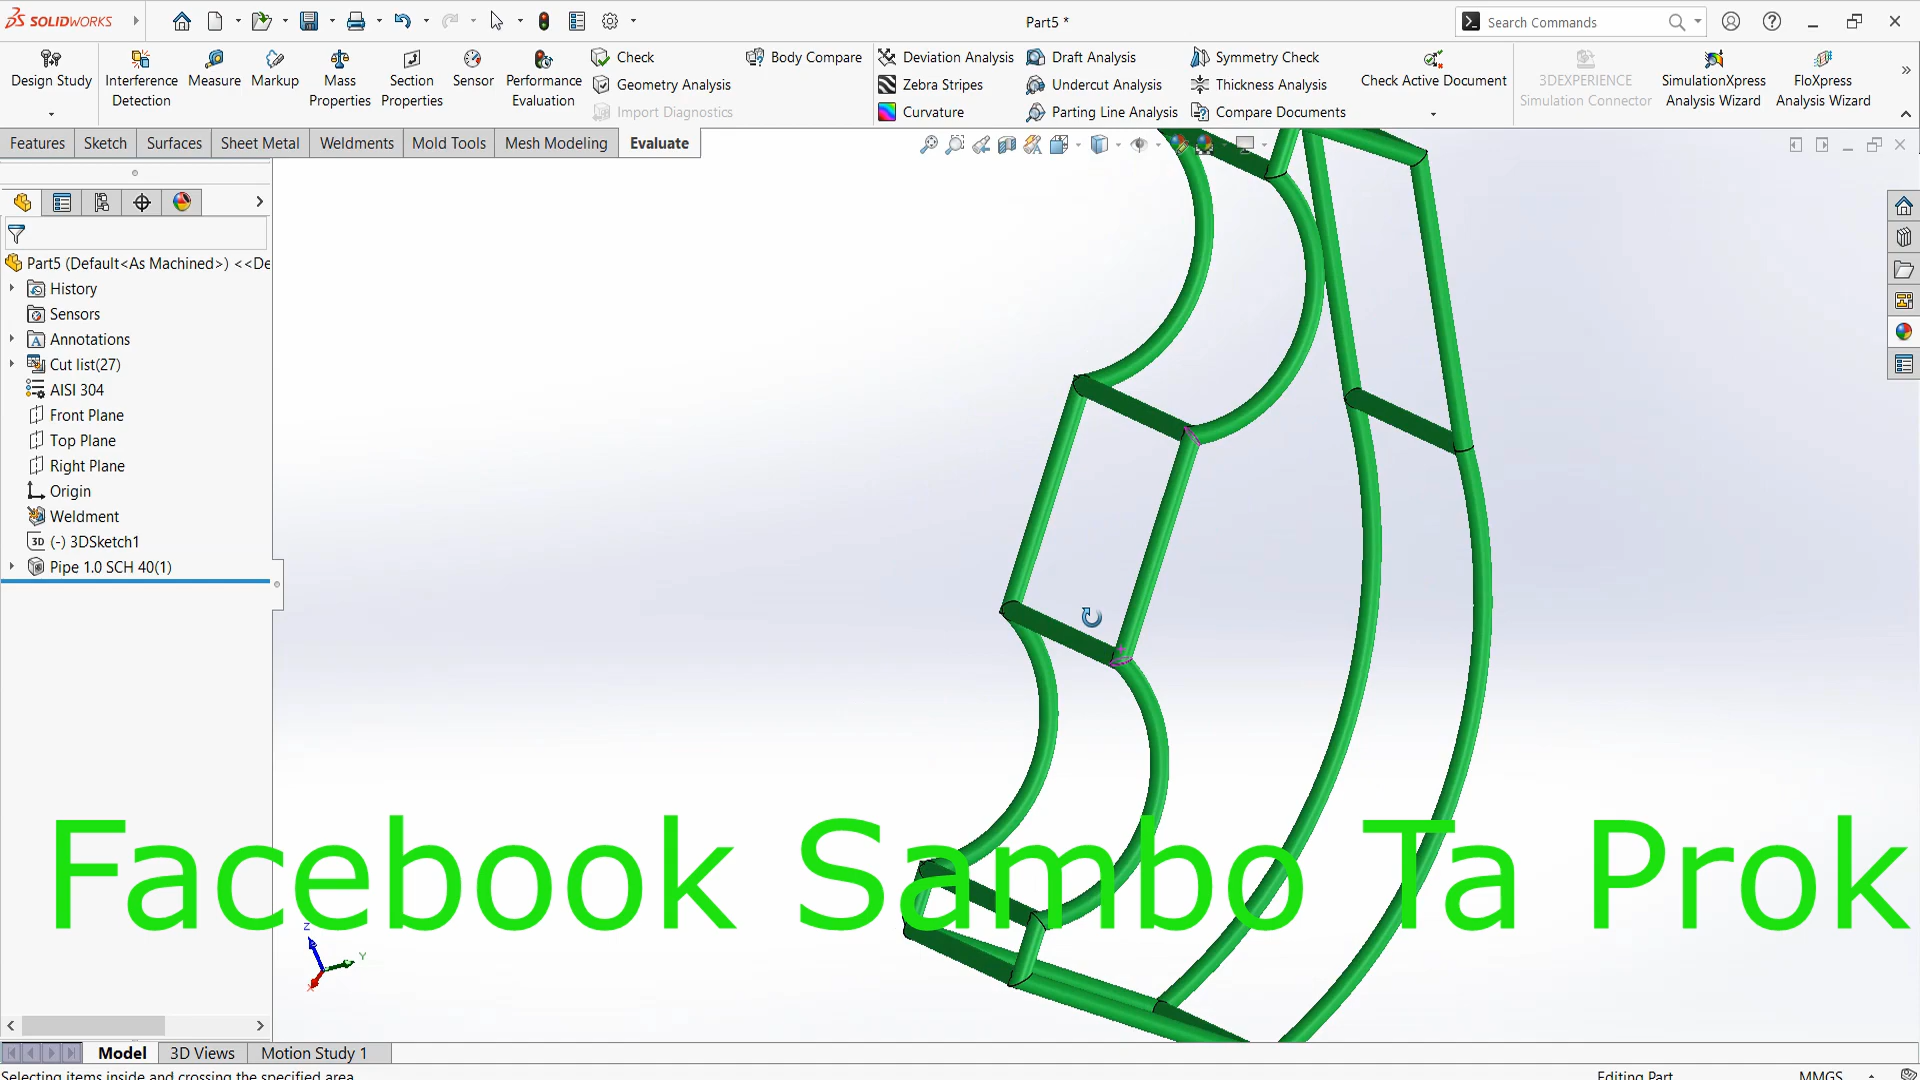 SOLIDWORKS
Part5 *
Search Commands
Design Study
Interference Detection
Measure
Markup
Mass Properties
Section Properties
Sensor
Performance Evaluation
Check
Geometry Analysis
Import Diagnostics
Body Compare
Deviation Analysis
Zebra Stripes
Curvature
Draft Analysis
Undercut Analysis
Parting Line Analysis
Symmetry Check
Thickness Analysis
Compare Documents
Check Active Document
3DEXPERIENCE Simulation Connector
SimulationXpress Analysis Wizard
FloXpress Analysis Wizard
Features
Sketch
Surfaces
Sheet Metal
Weldments
Mold Tools
Mesh Modeling
Evaluate
Part5 (Default<As Machined>) <<De
History
Sensors
Annotations
Cut list(27)
AISI 304
Front Plane
Top Plane
Right Plane
Origin
Weldment
3D (-) 3DSketch1
Pipe 1.0 SCH 40(1)
Facebook Sambo Ta Prok
Z
Y
X
Model
3D Views
Motion Study 1
Selecting items inside and crossing the specified area
Editing Part
MMGS